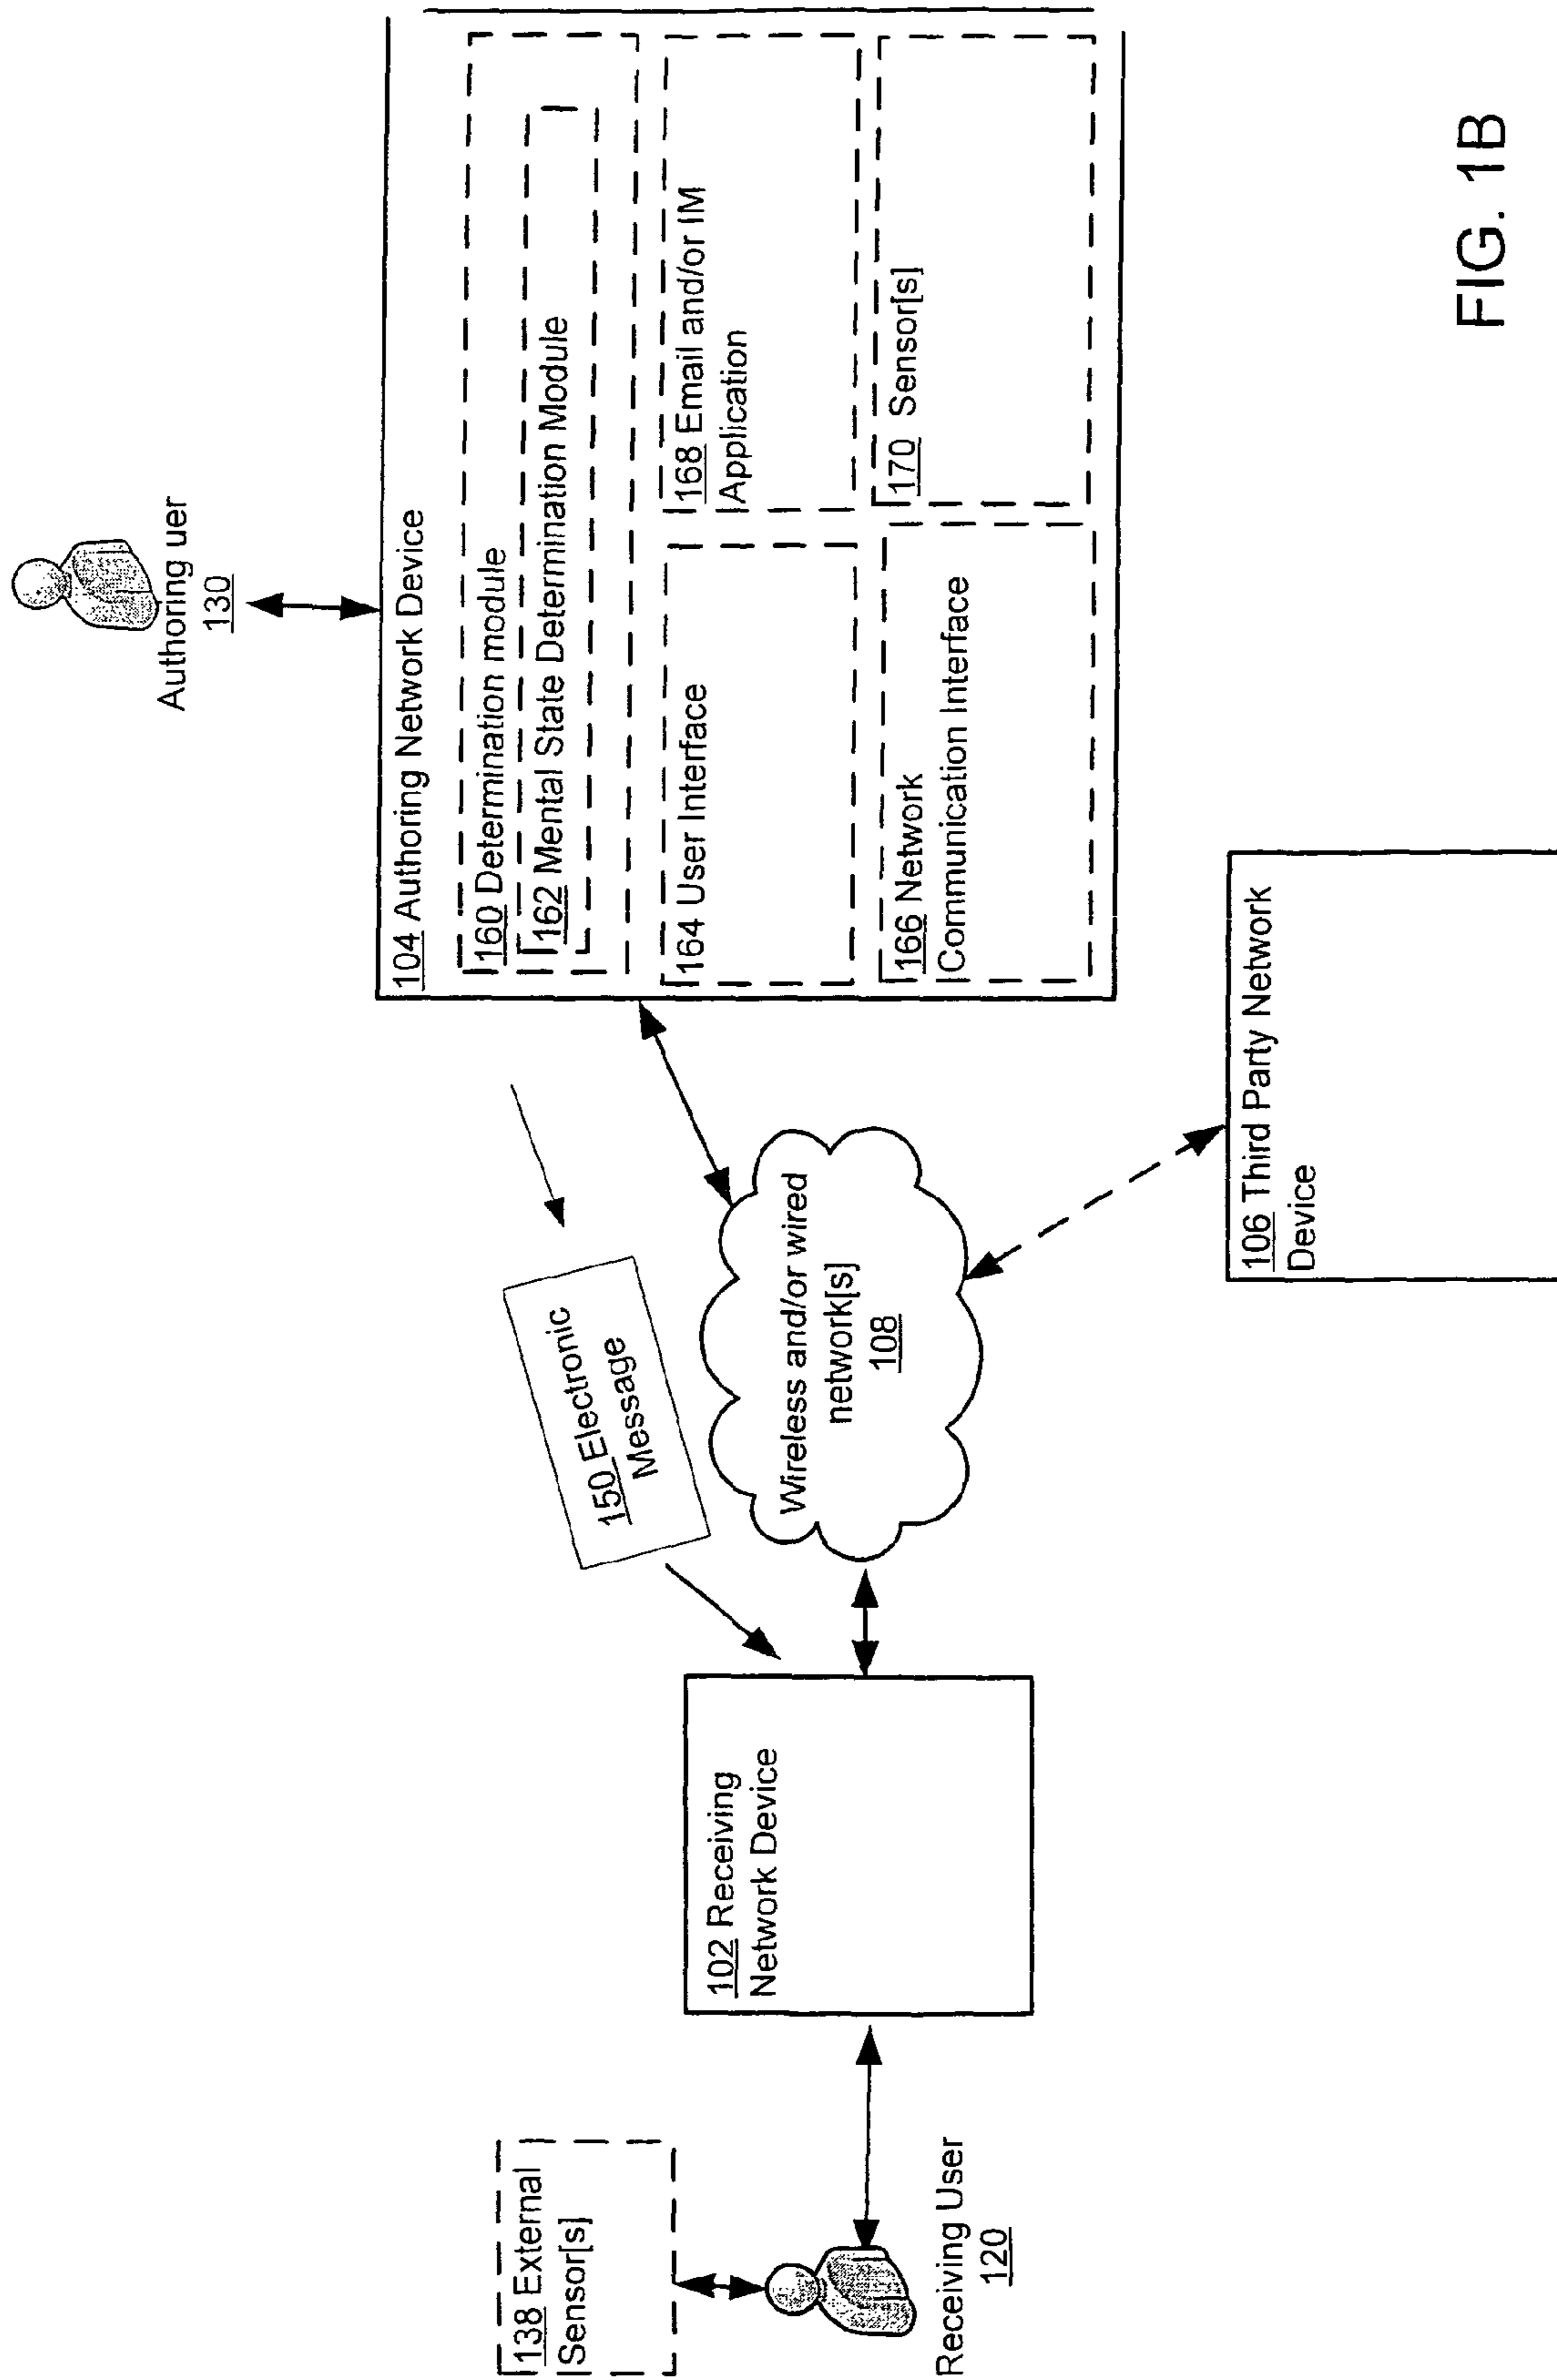 Authoring uer
130
104 Authoring Network Device
160 Determination module
162 Mental State Determination Module
164 User Interface
168 Email and/or IM
Application
166 Network
Communication Interface
170 Sensor[s]
150 Electronic
Message
Wireless and/or wired
network[s]
108
138 External
Sensor[s]
102 Receiving
Network Device
Receiving User
120
106 Third Party Network
Device
FIG. 1B